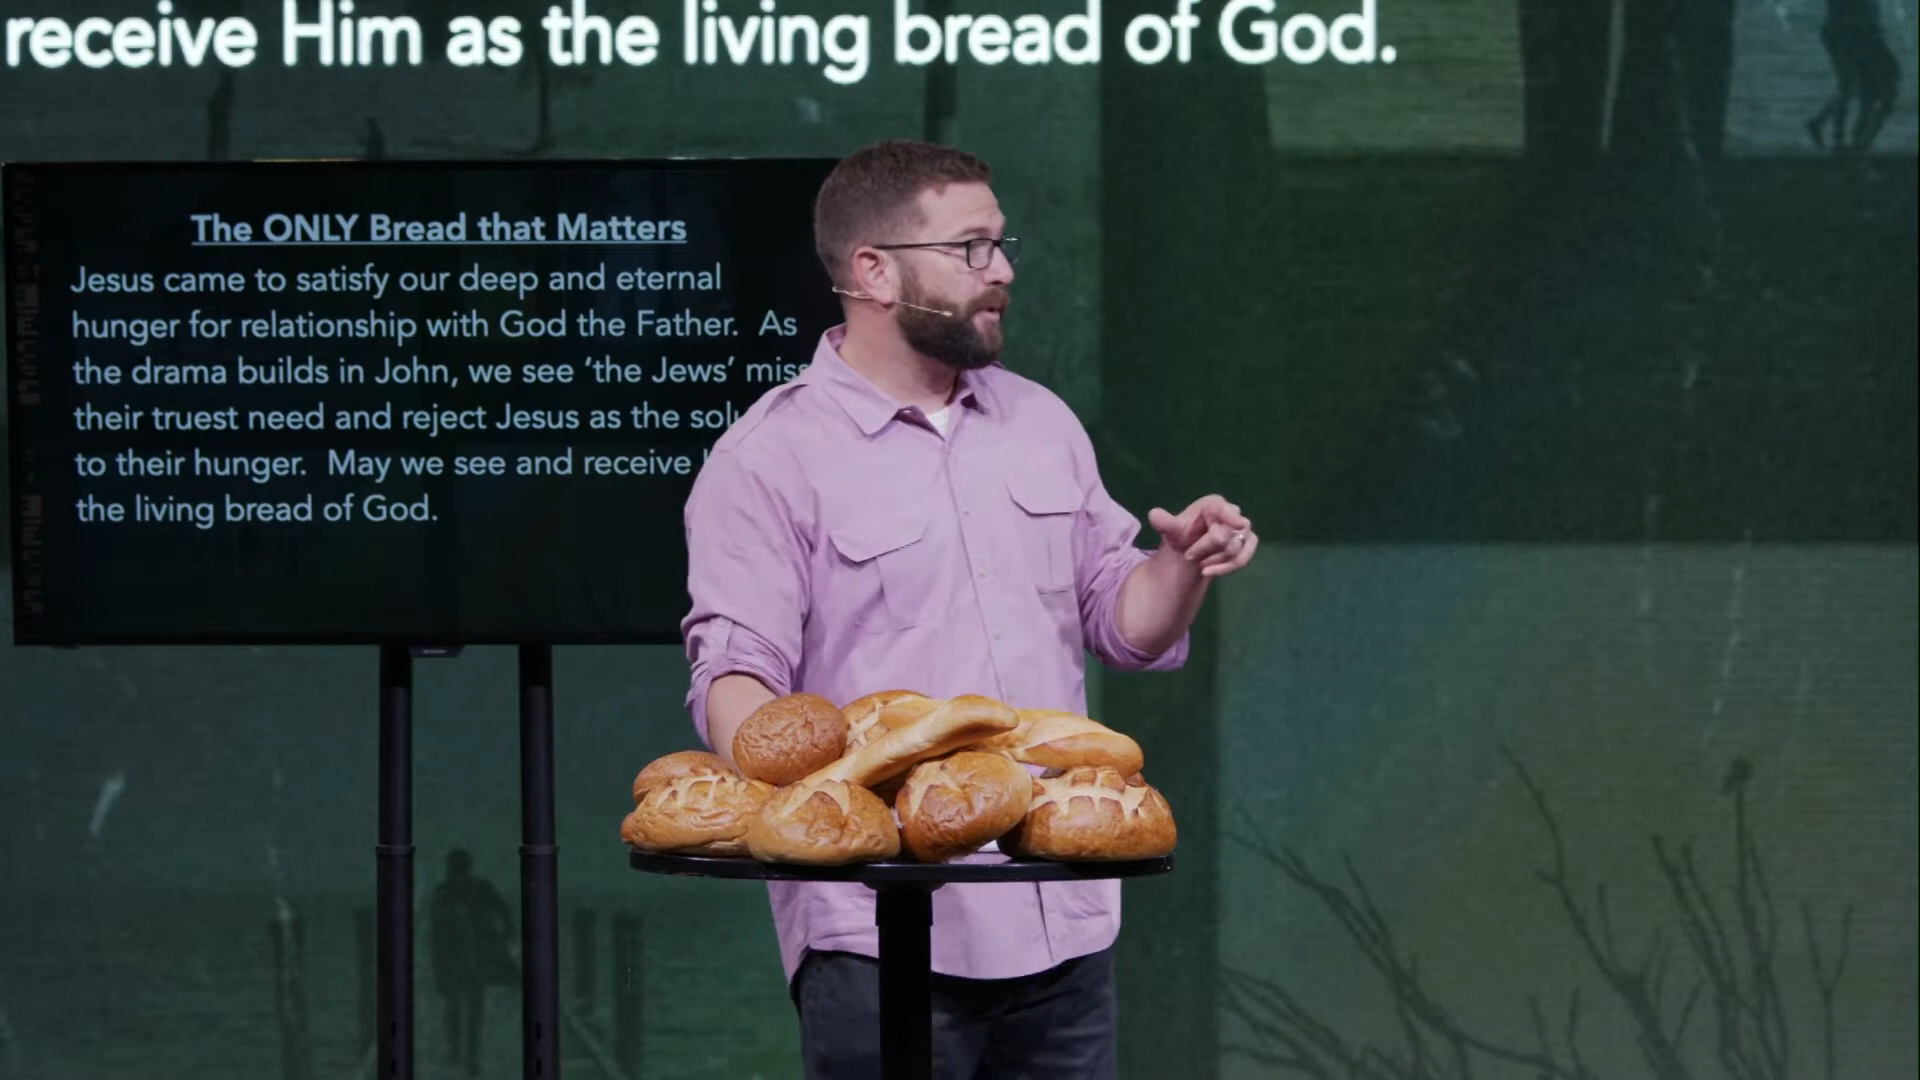 receive Him as the living bread of God.
The ONLY Bread that Matters
Jesus came to satisfy our deep and eternal
hunger for relationship with God the Father.  As
the drama builds in John, we see ‘the Jews’ miss
their truest need and reject Jesus as the
to their hunger.  May we see and receive
the living bread of God.